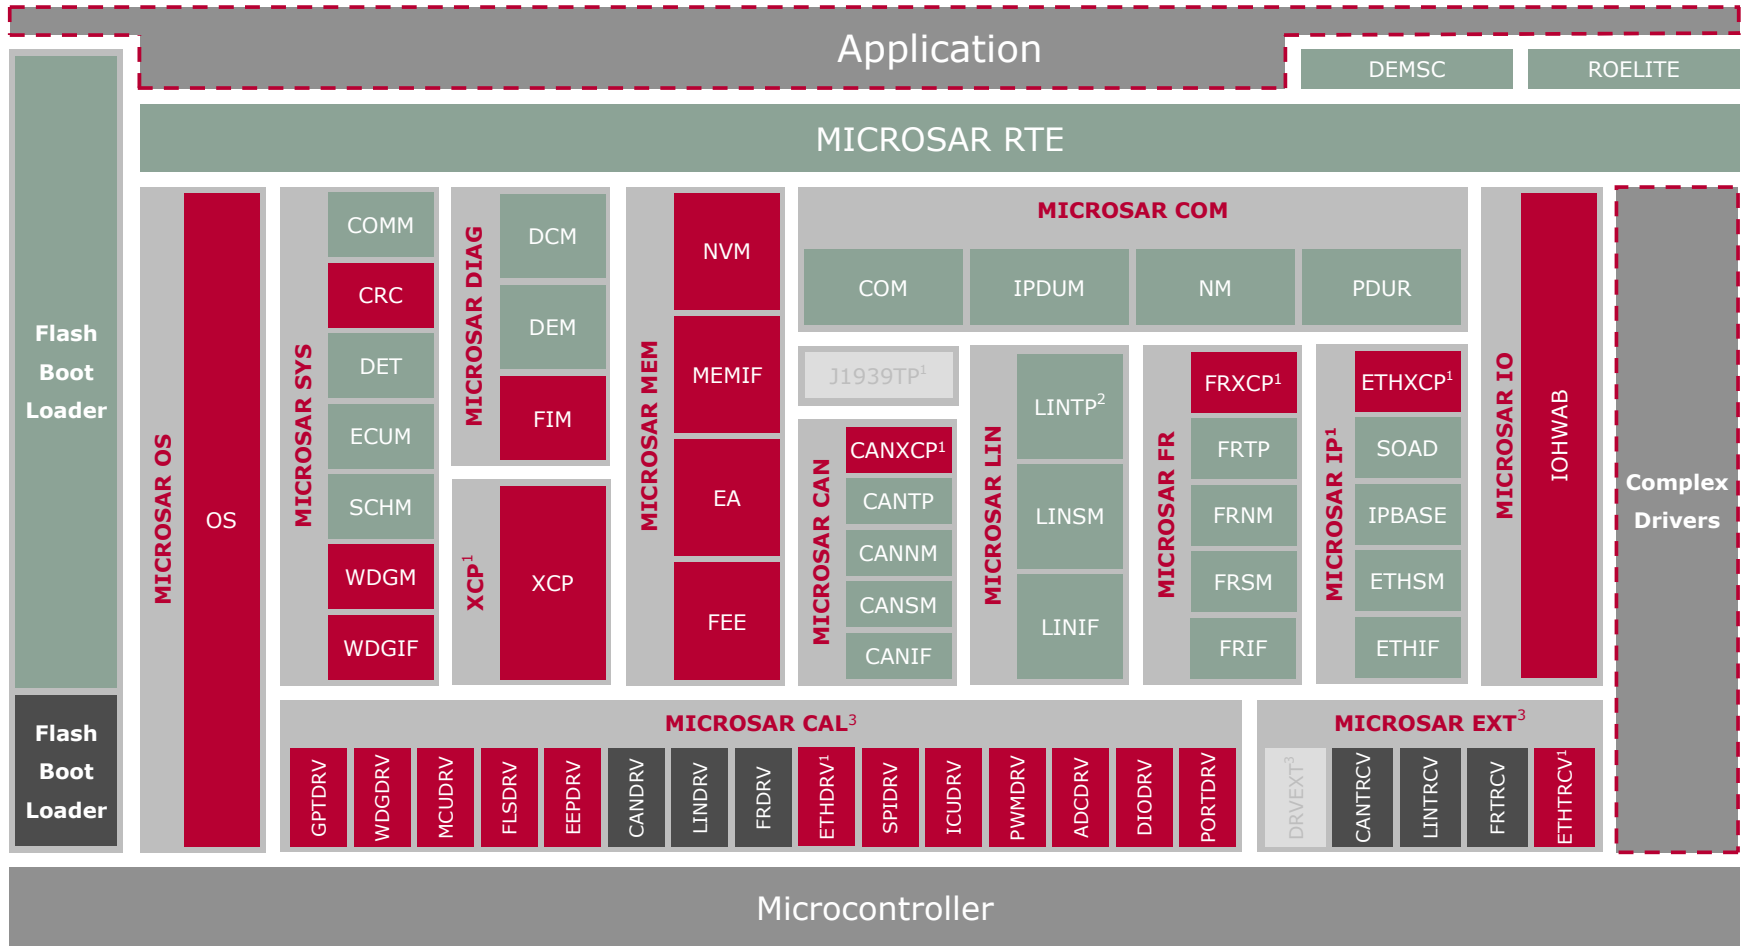 Application
DEMSC
ROELITE
MICROSAR RTE
Flash
Boot
Loader
Flash
Boot
Loader
MICROSAR OS
OS
MICROSAR SYS
COMM
CRC
DET
ECUM
SCHM
WDGM
WDGIF
MICROSAR DIAG
DCM
DEM
FIM
XCP¹
XCP
MICROSAR MEM
NVM
MEMIF
EA
FEE
MICROSAR COM
COM
IPDUM
NM
PDUR
J1939TP¹
MICROSAR CAN
CANXCP¹
CANTP
CANNM
CANSM
CANIF
MICROSAR LIN
LINTP²
LINSM
LINIF
MICROSAR FR
FRXCP¹
FRTP
FRNM
FRSM
FRIF
MICROSAR IP¹
ETHXCP¹
SOAD
IPBASE
ETHSM
ETHIF
MICROSAR IO
IOHWAB
Complex
Drivers
MICROSAR CAL³
GPTDRV
WDGDRV
MCUDRV
FLSDRV
EEPDRV
CANDRV
LINDRV
FRDRV
ETHDRV¹
SPIDRV
ICUDRV
PWMDRV
ADCDRV
DIODRV
PORTDRV
MICROSAR EXT³
DRVEXT³
CANTRCV
LINTRCV
FRTRCV
ETHTRCV¹
Microcontroller